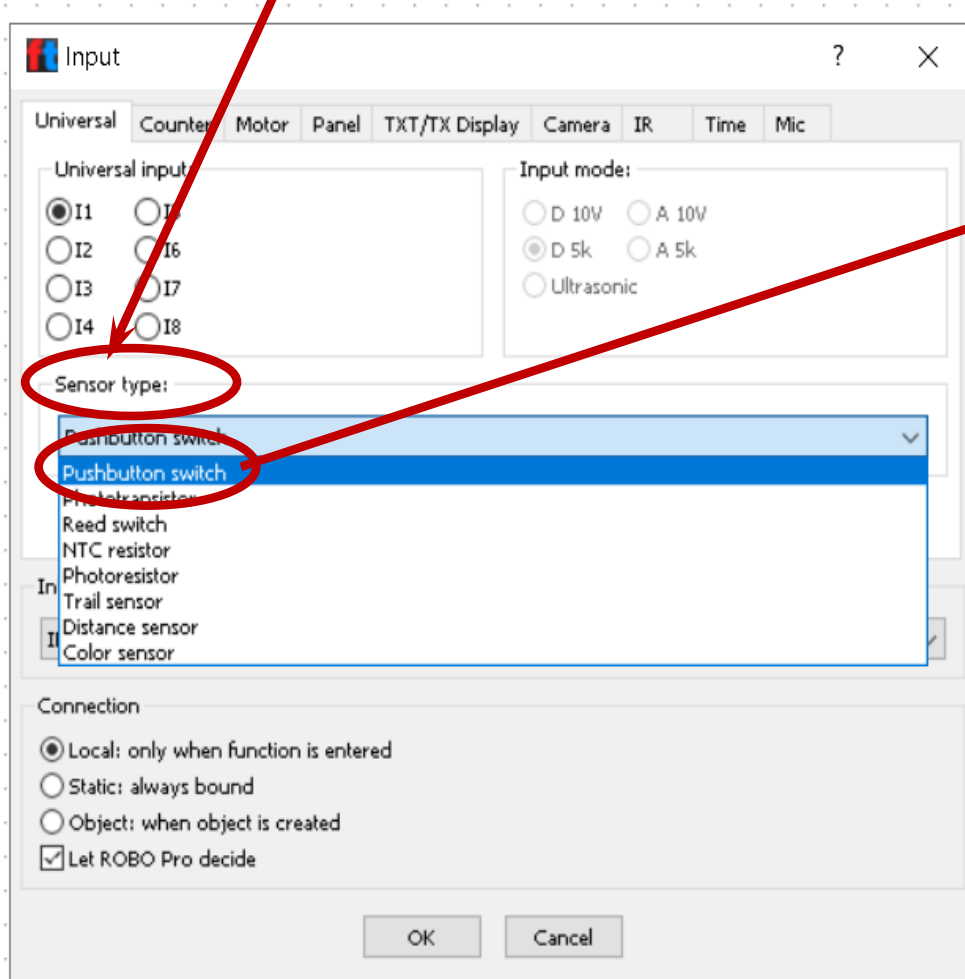 ft Input ?
Universal Counter Motor Panel TXT/TX Display Camera IR Time Mic
Universal input
I1
I2 I6
I3 I7
I4 I8
Input mode:
D 10V A 10V
D 5k A 5k
Ultrasonic
Sensor type:
Pushbutton switch
Pushbutton switch
Phototransistor
Reed switch
NTC resistor
Photoresistor
Trail sensor
Distance sensor
Color sensor
Connection
Local: only when function is entered
Static: always bound
Object: when object is created
Let ROBO Pro decide
OK Cancel